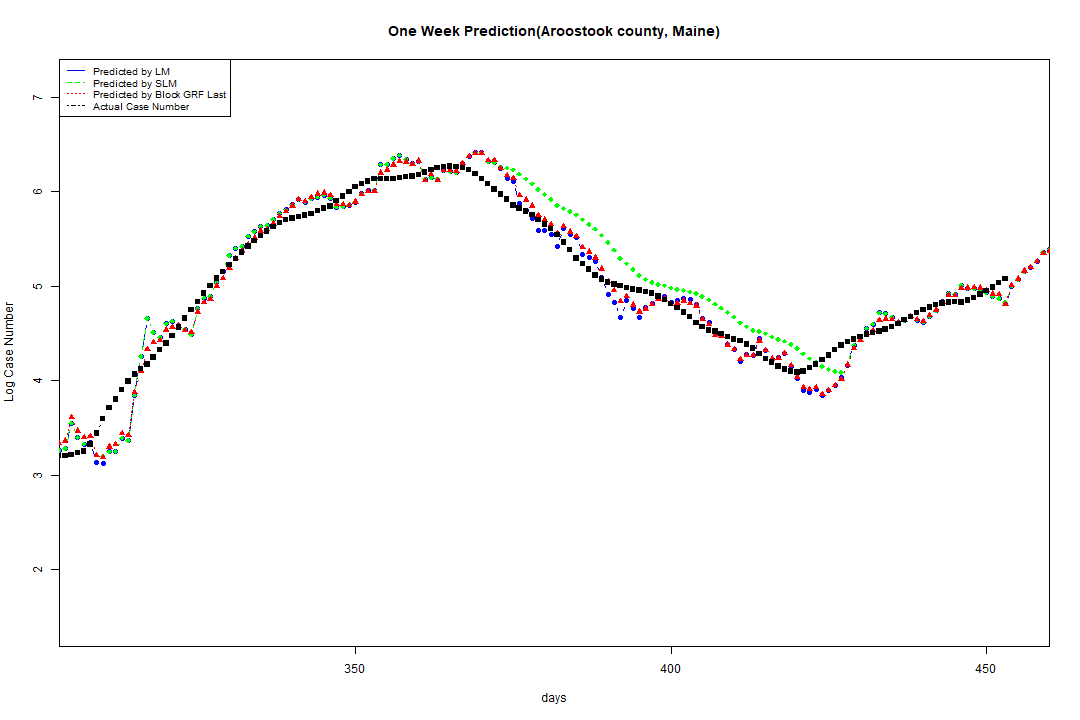 One Week Prediction(Aroostook county, Maine)
Predicted by LM
Predicted by SLM
Predicted by Block GRF Last
Actual Case Number
7
6
5
4
3
2
Log Case Number
350
400
450
days